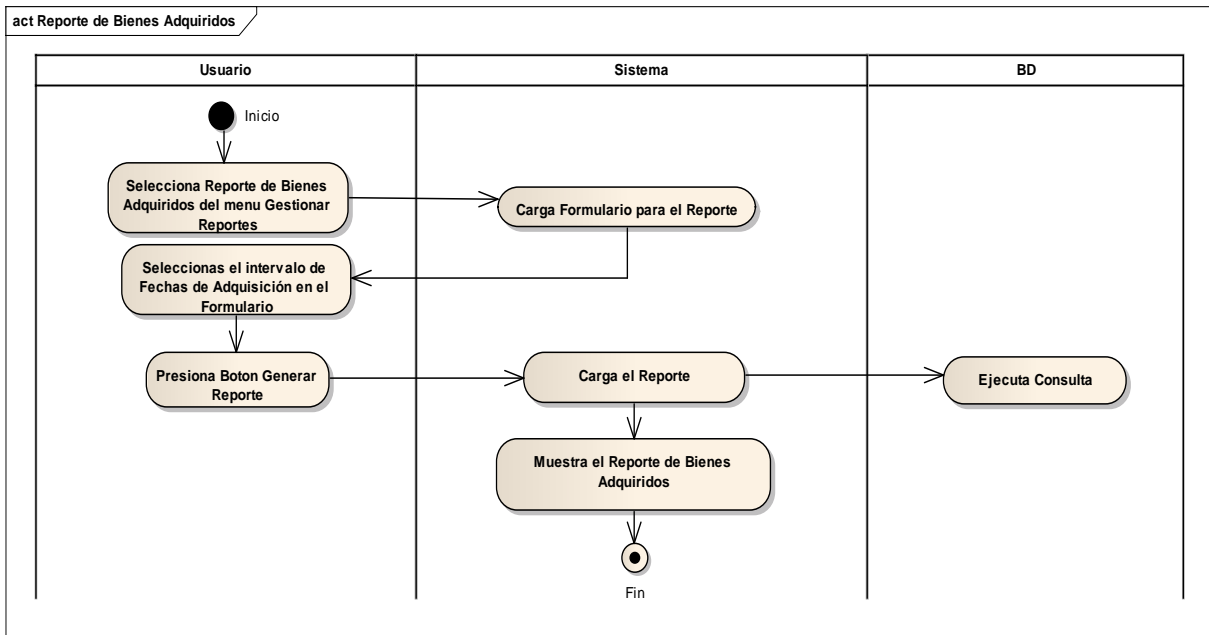 act Reporte de Bienes Adquiridos
Usuario
Sistema
BD
Inicio
Selecciona Reporte de Bienes
Adquiridos del menu Gestionar
Reportes
Carga Formulario para el Reporte
Seleccionas el intervalo de
Fechas de Adquisición en el
Formulario
Presiona Boton Generar
Reporte
Carga el Reporte
Ejecuta Consulta
Muestra el Reporte de Bienes
Adquiridos
Fin